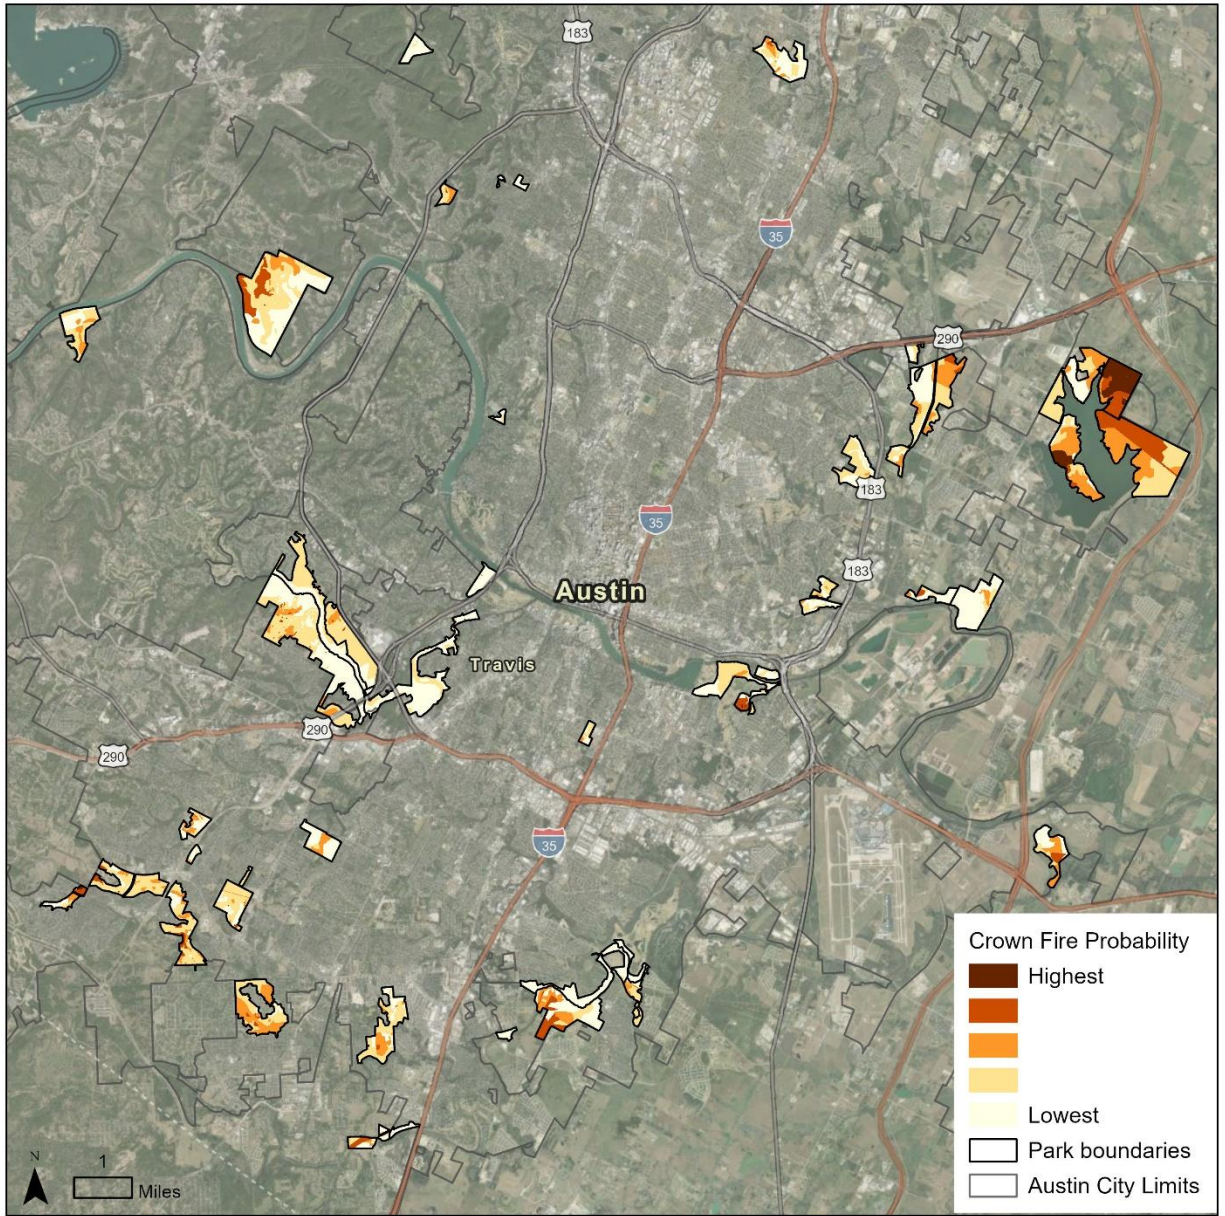 183
35
290
183
35
183
Austin
Travis
290
290
35
Crown Fire Probability
Highest
Lowest
Park boundaries
Austin City Limits
N
1
Miles